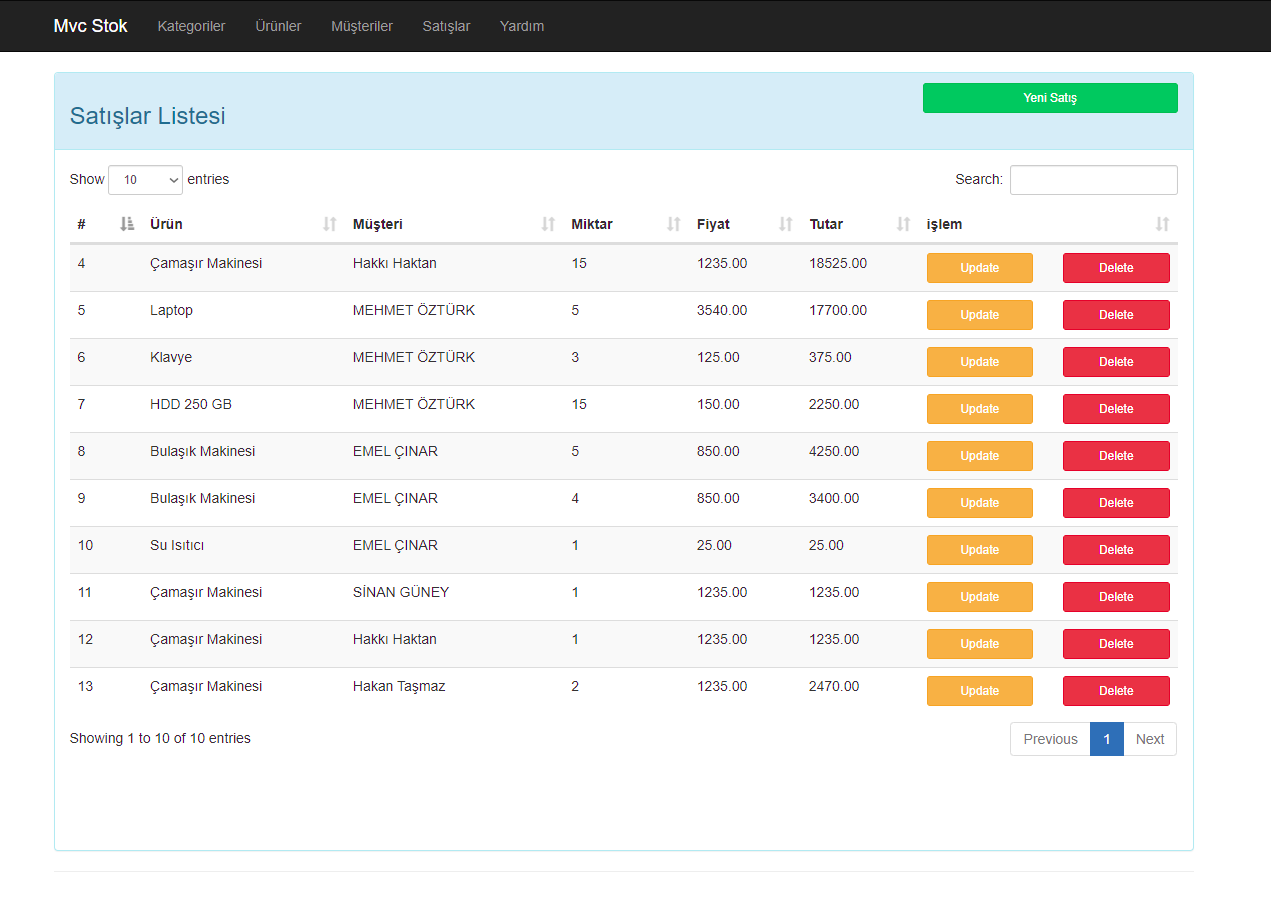 Mvc Stok Kategoriler Ürünler Müşteriler Satışlar Yardım
Satışlar Listesi
Yeni Satış
Show 10 entries Search:
# Ürün Müşteri Miktar Fiyat Tutar işlem
4 Çamaşır Makinesi Hakkı Haktan 15 1235.00 18525.00 Update Delete
5 Laptop MEHMET ÖZTÜRK 5 3540.00 17700.00 Update Delete
6 Klavye MEHMET ÖZTÜRK 3 125.00 375.00 Update Delete
7 HDD 250 GB MEHMET ÖZTÜRK 15 150.00 2250.00 Update Delete
8 Bulaşık Makinesi EMEL ÇINAR 5 850.00 4250.00 Update Delete
9 Bulaşık Makinesi EMEL ÇINAR 4 850.00 3400.00 Update Delete
10 Su Isıtıcı EMEL ÇINAR 1 25.00 25.00 Update Delete
11 Çamaşır Makinesi SİNAN GÜNEY 1 1235.00 1235.00 Update Delete
12 Çamaşır Makinesi Hakkı Haktan 1 1235.00 1235.00 Update Delete
13 Çamaşır Makinesi Hakan Taşmaz 2 1235.00 2470.00 Update Delete
Showing 1 to 10 of 10 entries Previous 1 Next